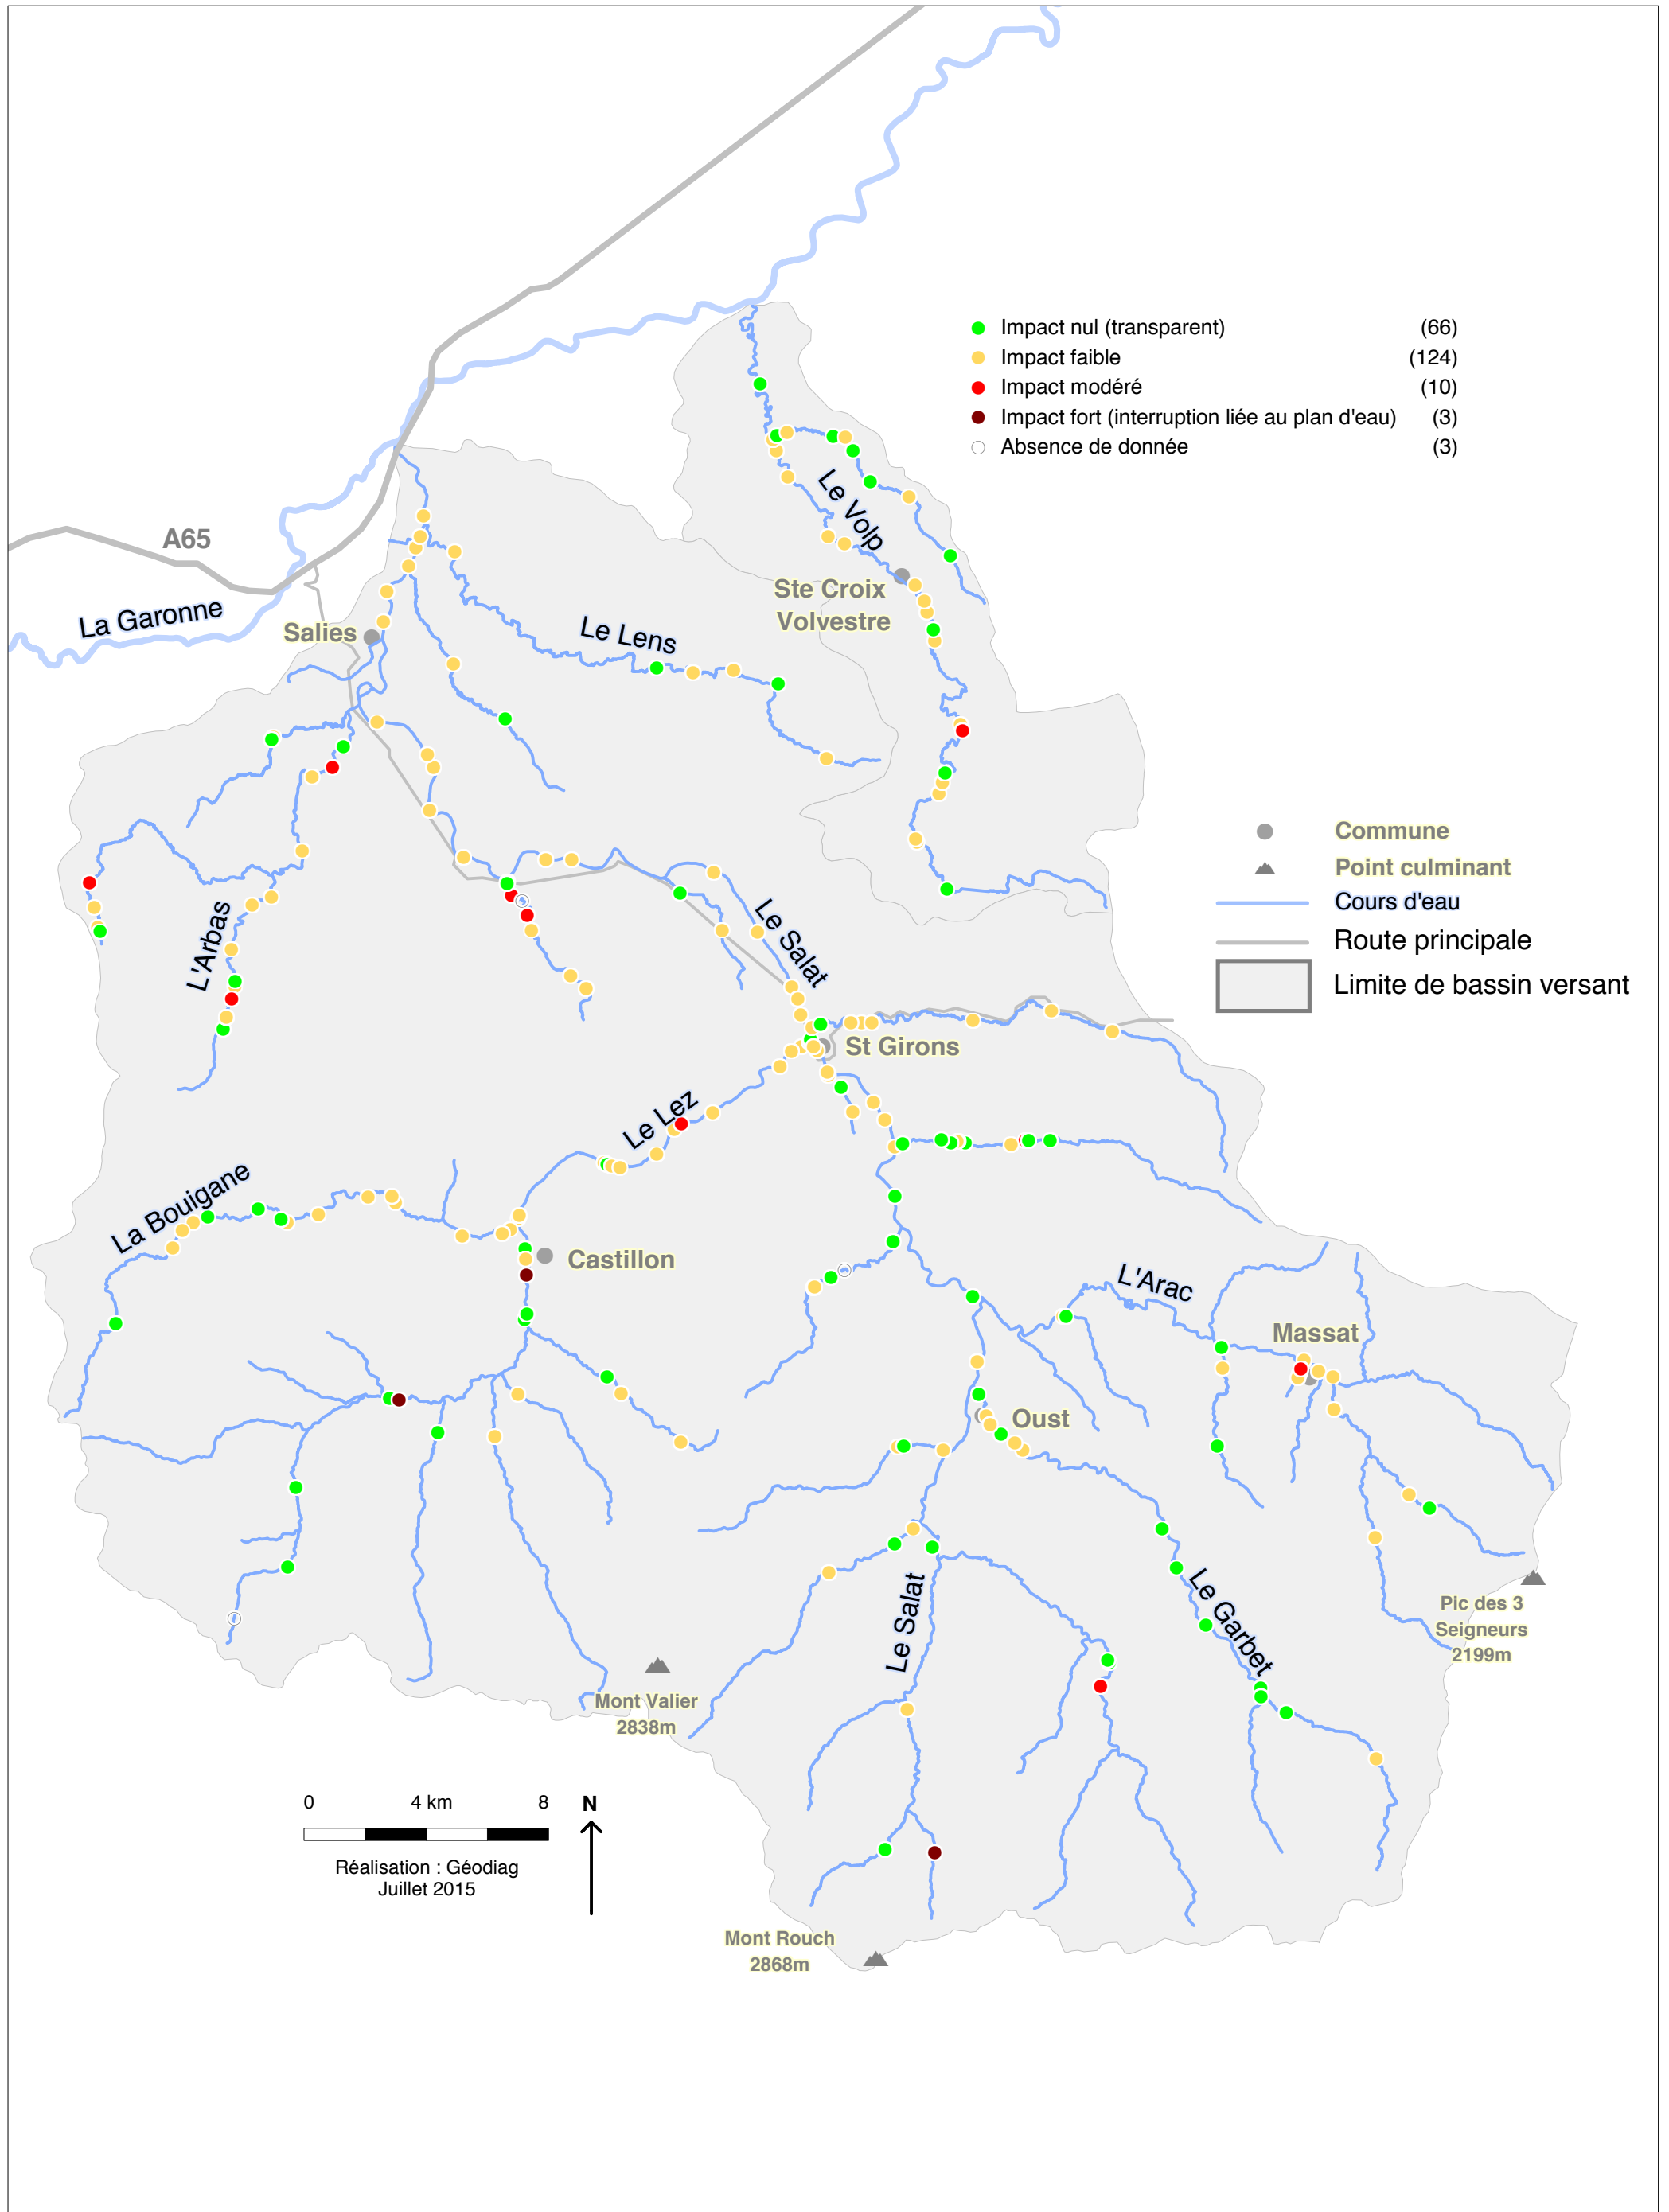 Impact nul (transparent) (66)
Impact faible (124)
Impact modéré (10)
Impact fort (interruption liée au plan d'eau) (3)
Absence de donnée (3)
Le Volp
A65
Ste Croix
Volvestre
La Garonne
Salies
Le Lens
Commune
Point culminant
Cours d'eau
Route principale
Limite de bassin versant
L'Arbas
Le Salat
St Girons
Le Lez
La Bouigane
Castillon
L'Arac
Massat
Oust
Le Salat
Le Garbet
Pic des 3
Seigneurs
2199m
Mont Valier
2838m
0 4 km 8 N
Réalisation : Géodiag
Juillet 2015
Mont Rouch
2868m